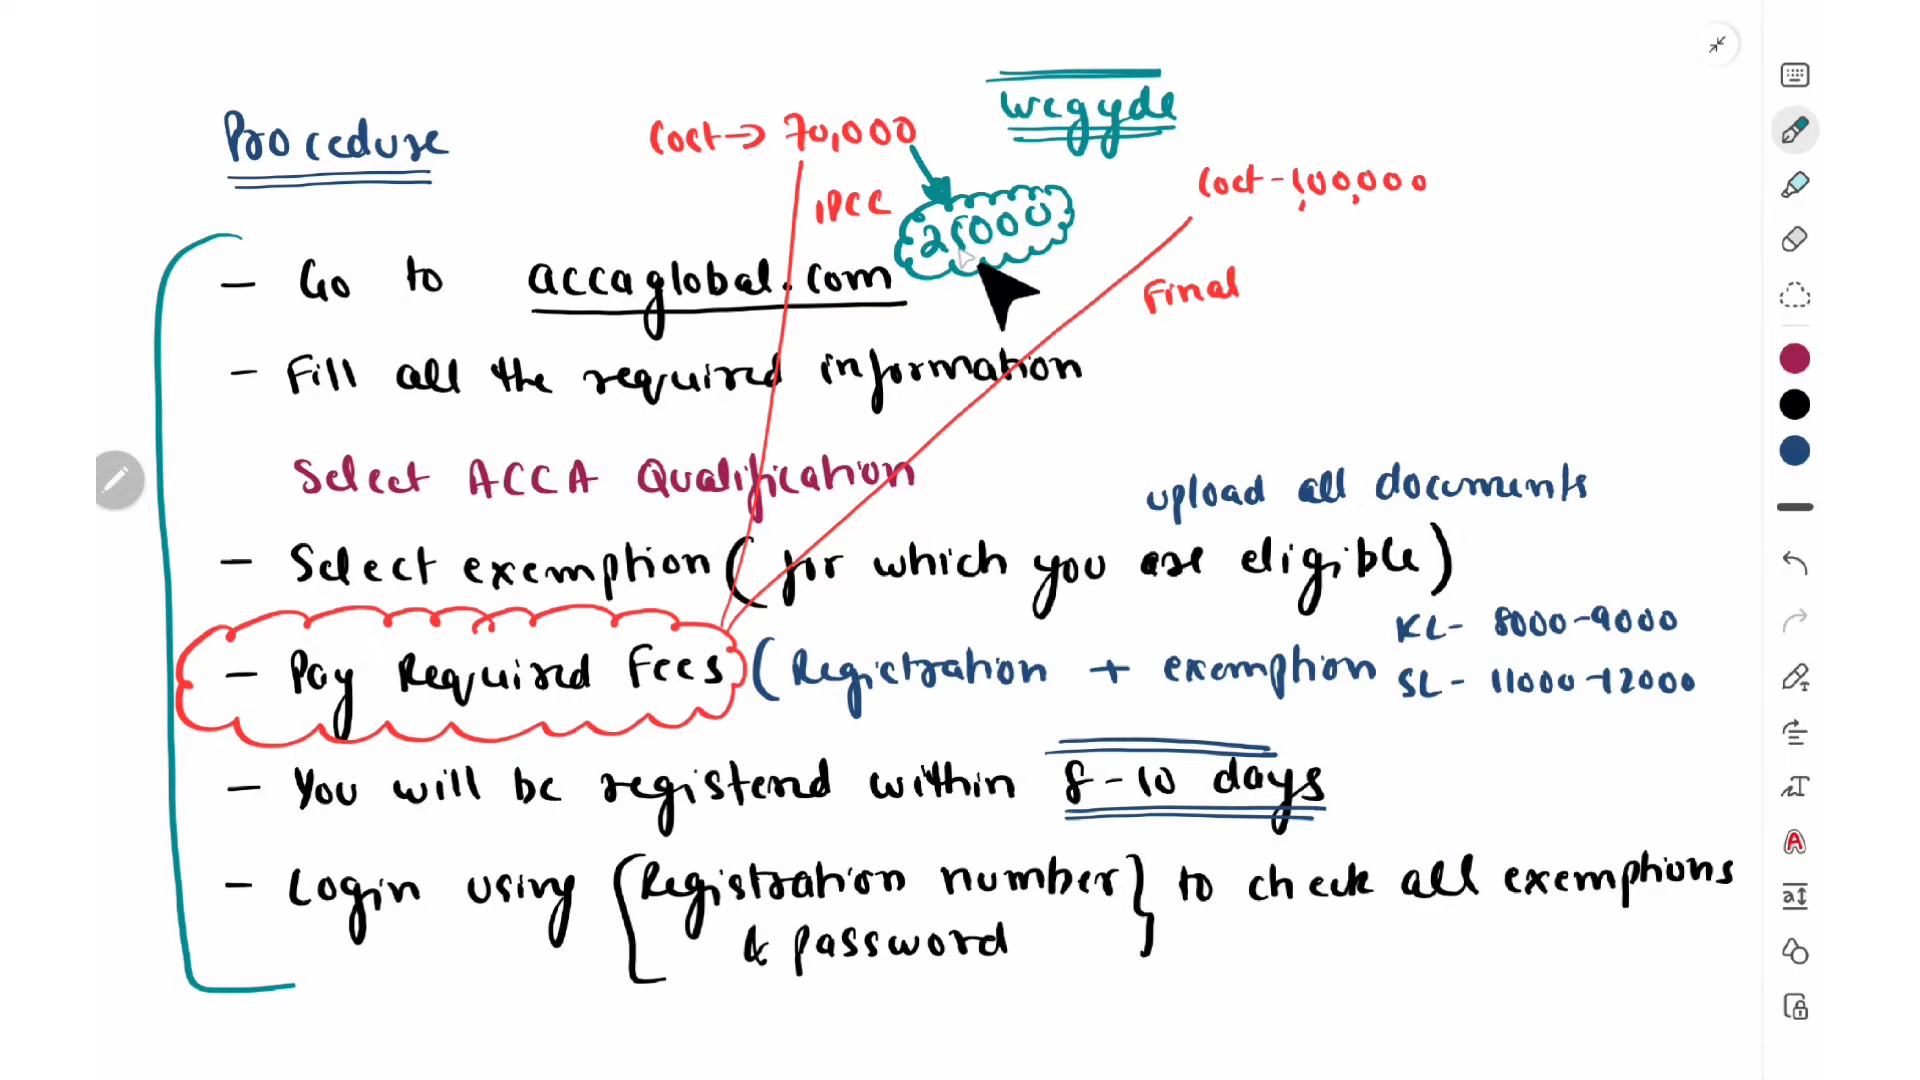 wegyde
Procedure
Cost → 70,000
IPCC
25000
Cost - 100,000
Final
- Go to accaglobal.com
- Fill all the required information
Select ACCA Qualification
upload all documents
- Select exemption (for which you are eligible)
- Pay Required Fees (Registration + exemption
KL - 8000-9000
SL - 11000-12000
- You will be registered within 8-10 days
- Login using [Registration number & password} to check all exemptions